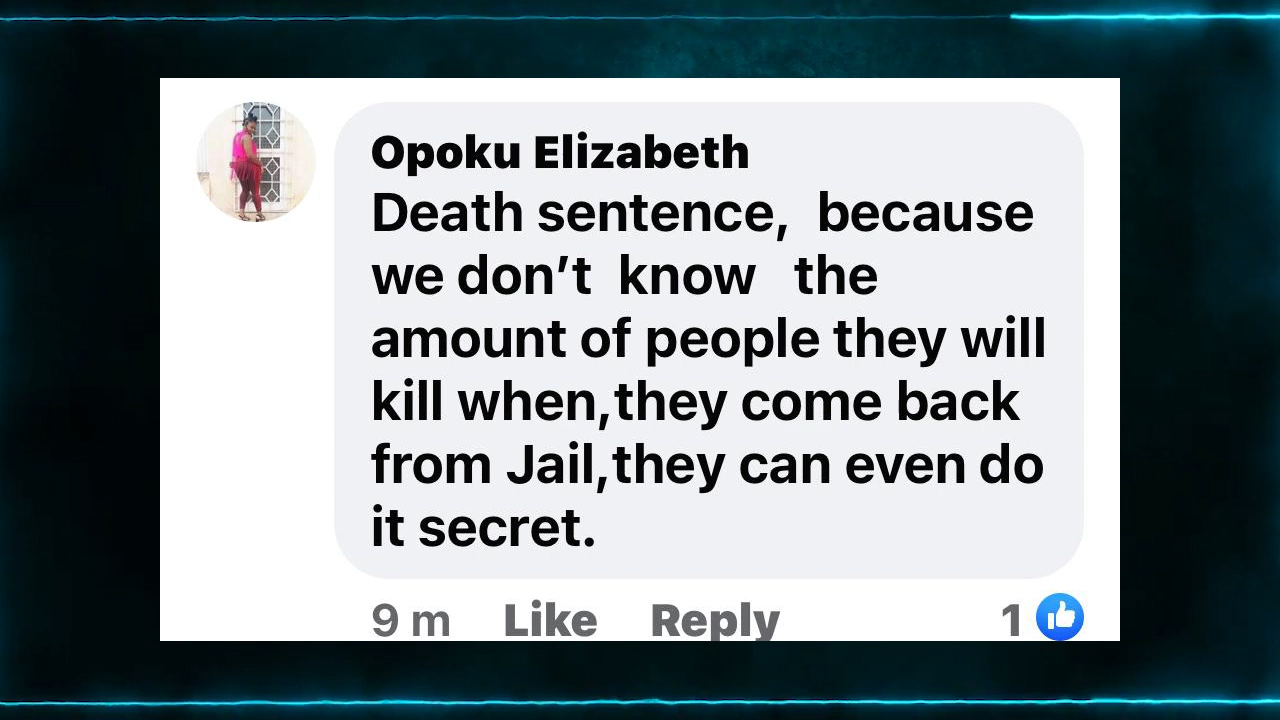 Opoku Elizabeth
Death sentence,  because
we don’t  know   the
amount of people they will
kill when,they come back
from Jail,they can even do
it secret.
9 m Like Reply 1